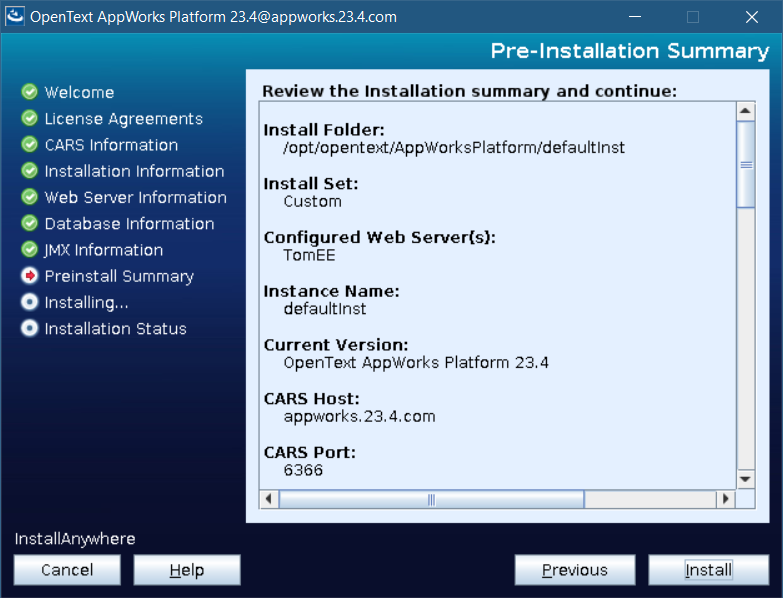 OpenText AppWorks Platform 23.4@appworks.23.4.com
Pre-Installation Summary
Welcome
License Agreements
CARS Information
Installation Information
Web Server Information
Database Information
JMX Information
Preinstall Summary
Installing...
Installation Status
Review the Installation summary and continue:
Install Folder:
/opt/opentext/AppWorksPlatform/defaultInst
Install Set:
Custom
Configured Web Server{s}:
TomEE
Instance Name:
defaultInst
Current Version:
OpenText AppWorks Platform 23.4
CARS Host:
appworks.23.4.com
CARS Port:
6366
InstallAnywhere
Cancel
Help
Previous
Install